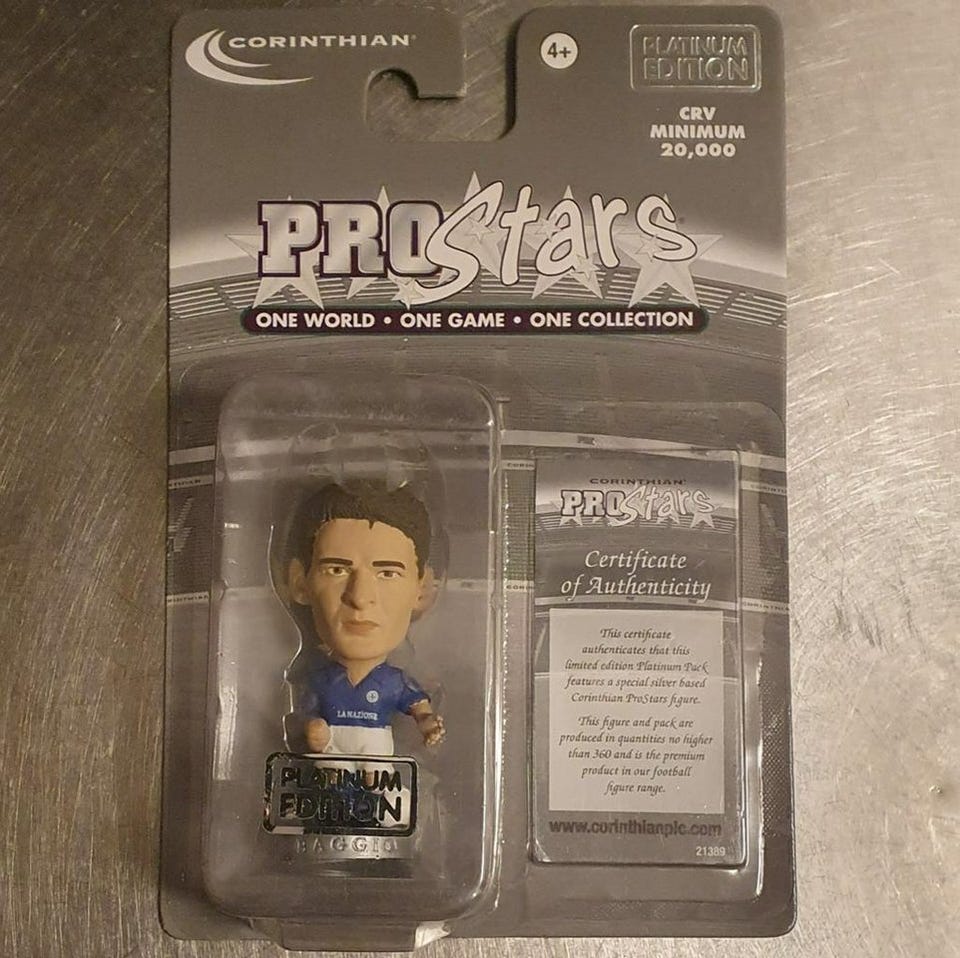 CORINTHIAN
4+
PLATINUM
EDITION
CRV
MINIMUM
20,000
PROStars
ONE WORLD • ONE GAME • ONE COLLECTION
CORINTHIAN
PROStars
Certificate
of Authenticity
This certificate
authenticates that this
limited edition Platinum Pack
features a special silver based
Corinthian ProStars figure.
This figure and pack are
produced in quantities no higher
than 360 and is the premium
product in our football
figure range.
www.corinthianplc.com
21389
LA NAZIONE
PLATINUM
EDITION
BAGGIO